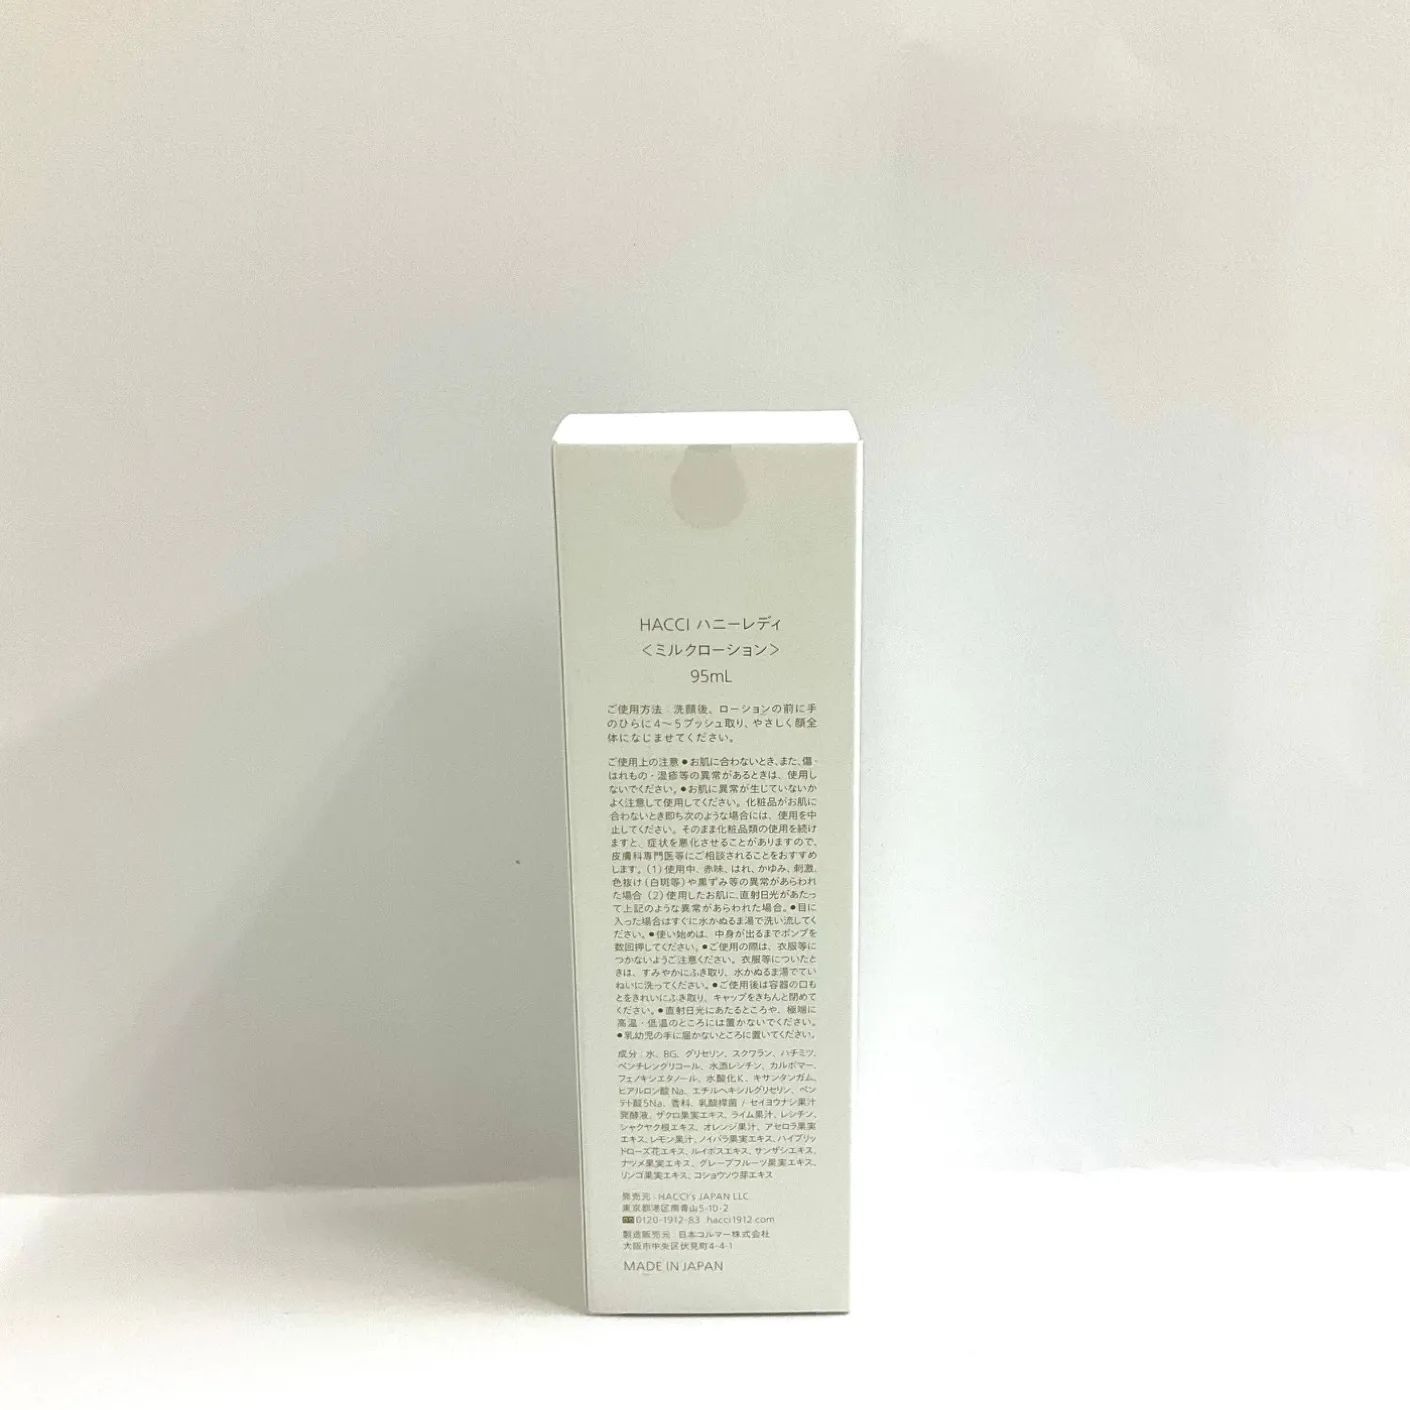 HACCI ハニーレディ
＜ミルクローション＞
95mL
ご使用方法：洗顔後、ローションの前に手
のひらに4〜5プッシュ取り、やさしく顔全
体になじませてください。
ご使用上の注意 ●お肌に合わないとき、また、傷・
はれもの・湿疹等の異常があるときは、使用し
ないでください。●お肌に異常が生じていないか
よく注意して使用してください。化粧品がお肌に
合わないとき即ち次のような場合には、使用を中
止してください。そのまま化粧品類の使用を続け
ますと、症状を悪化させることがありますので、
皮膚科専門医等にご相談されることをおすすめ
します。(1)使用中、赤味、はれ、かゆみ、刺激、
色抜け(白斑等)や黒ずみ等の異常があらわれ
た場合 (2)使用したお肌に、直射日光があたっ
て上記のような異常があらわれた場合。●目に
入った場合はすぐに水かぬるま湯で洗い流してく
ださい。●使い始めは、中身が出るまでポンプを
数回押してください。●ご使用の際は、衣服等に
つかないようご注意ください。衣服等についたと
きは、すみやかにふき取り、水かぬるま湯でてい
ねいに洗ってください。●ご使用後は容器の口も
とをきれいにふき取り、キャップをきちんと閉めて
ください。●直射日光にあたるところや、極端に
高温・低温のところには置かないでください。
●乳幼児の手に届かないところに置いてください。
成分：水、BG、グリセリン、スクワラン、ハチミツ、
ペンチレングリコール、水添レシチン、カルボマー、
フェノキシエタノール、水酸化K、キサンタンガム、
ヒアルロン酸Na、エチルヘキシルグリセリン、ペン
テト酸5Na、香料、乳酸桿菌／セイヨウナシ果汁
発酵液、ザクロ果実エキス、ライム果汁、レシチン、
シャクヤク根エキス、オレンジ果汁、アセロラ果実
エキス、レモン果汁、ノイバラ果実エキス、ハイブリッ
ドローズ花エキス、ルイボスエキス、サンザシエキス、
ナツメ果実エキス、グレープフルーツ果実エキス、
リンゴ果実エキス、コショウソウ芽エキス
発売元：HACCI's JAPAN LLC.
東京都港区南青山5-10-2
0120-1912-83 hacci1912.com
製造販売元：日本コルマー株式会社
大阪市中央区伏見町4-4-1
MADE IN JAPAN